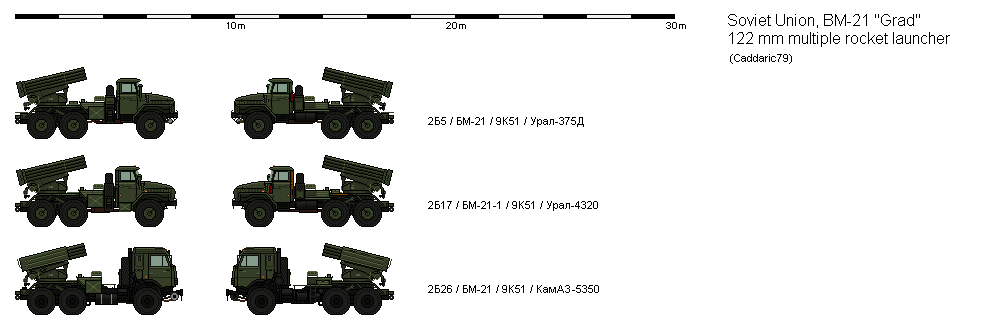 10m 20m 30m
Soviet Union, BM-21 "Grad"
122 mm multiple rocket launcher
(Caddaric79)
2Б5 / БМ-21 / 9К51 / Урал-375Д
2Б17 / БМ-21-1 / 9К51 / Урал-4320
2Б26 / БМ-21 / 9К51 / КамАЗ-5350